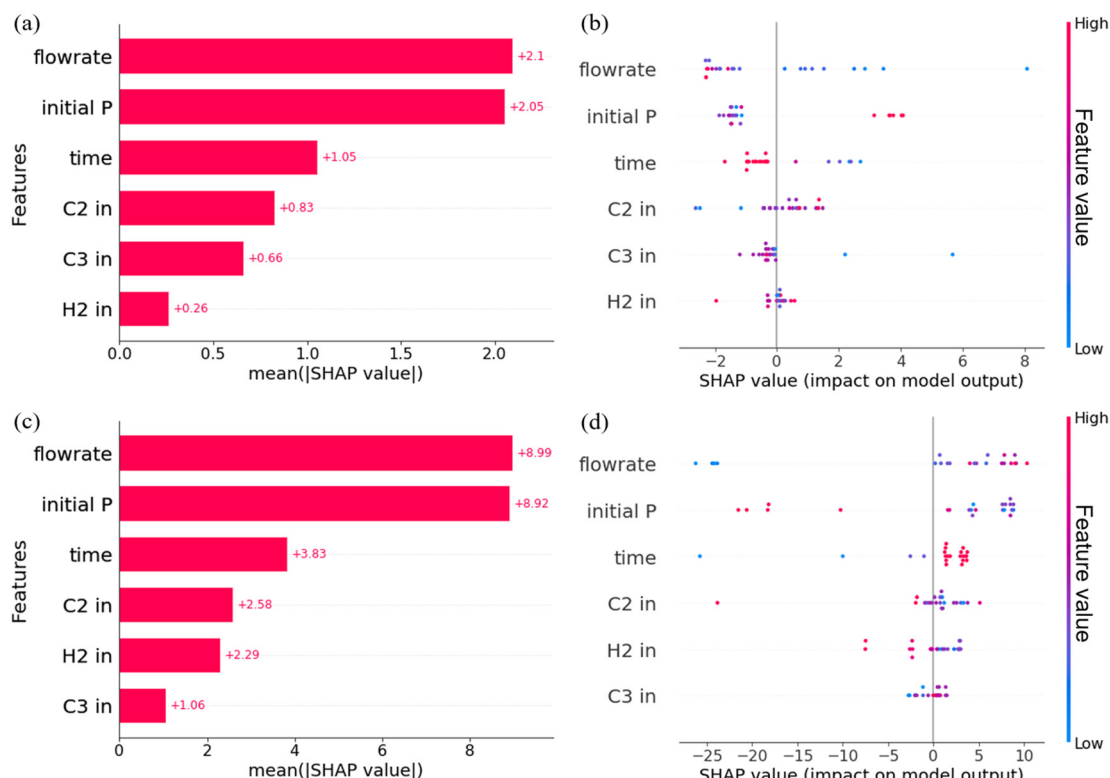 (a)
Features
flowrate
+2.1
initial P
+2.05
time
+1.05
C2 in
+0.83
C3 in
+0.66
H2 in
+0.26
0.0 0.5 1.0 1.5 2.0
mean(|SHAP value|)
(b)
High
flowrate
initial P
time
C2 in
C3 in
H2 in
Feature value
Low
−2 0 2 4 6 8
SHAP value (impact on model output)
(c)
Features
flowrate
+8.99
initial P
+8.92
time
+3.83
C2 in
+2.58
H2 in
+2.29
C3 in
+1.06
0 2 4 6 8
mean(|SHAP value|)
(d)
High
flowrate
initial P
time
C2 in
H2 in
C3 in
Feature value
Low
−25 −20 −15 −10 −5 0 5 10
SHAP value (impact on model output)